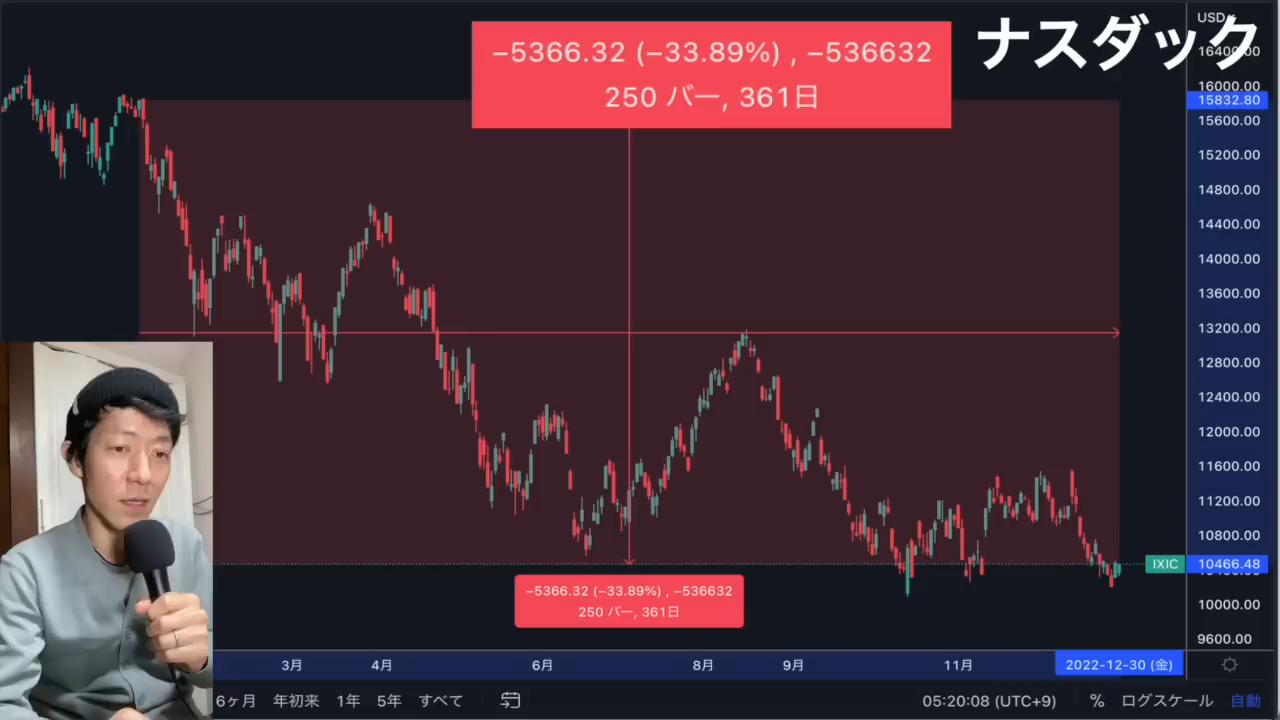 ナスダック
−5366.32 (−33.89%) , −536632
250 バー, 361日
USD
16400.00
16000.00
15832.80
15600.00
15200.00
14800.00
14400.00
14000.00
13600.00
13200.00
12800.00
12400.00
12000.00
11600.00
11200.00
10800.00
IXIC 10466.48
10000.00
9600.00
−5366.32 (−33.89%) , −536632
250 バー, 361日
3月 4月 6月 8月 9月 11月 2022-12-30 (金)
6ヶ月 年初来 1年 5年 すべて 05:20:08 (UTC+9) % ログスケール 自動